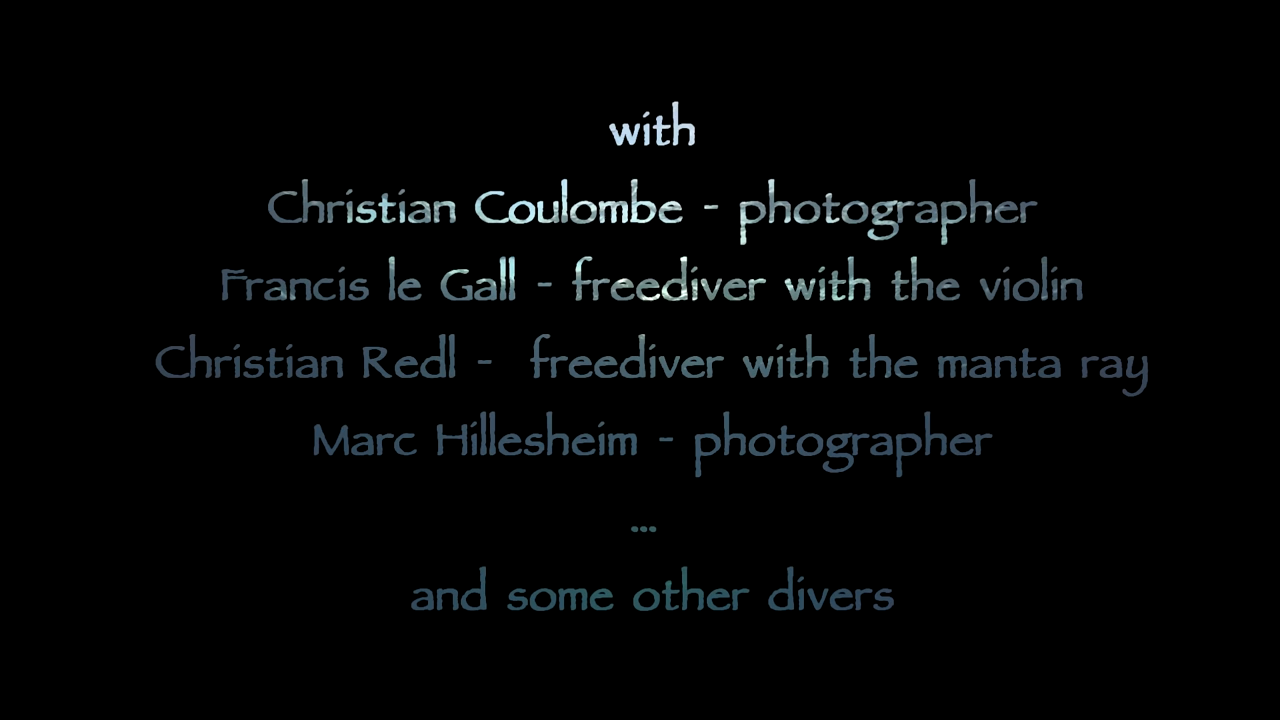 with
Christian Coulombe - photographer
Francis le Gall - freediver with the violin
Christian Redl - freediver with the manta ray
Marc Hillesheim - photographer
...
and some other divers